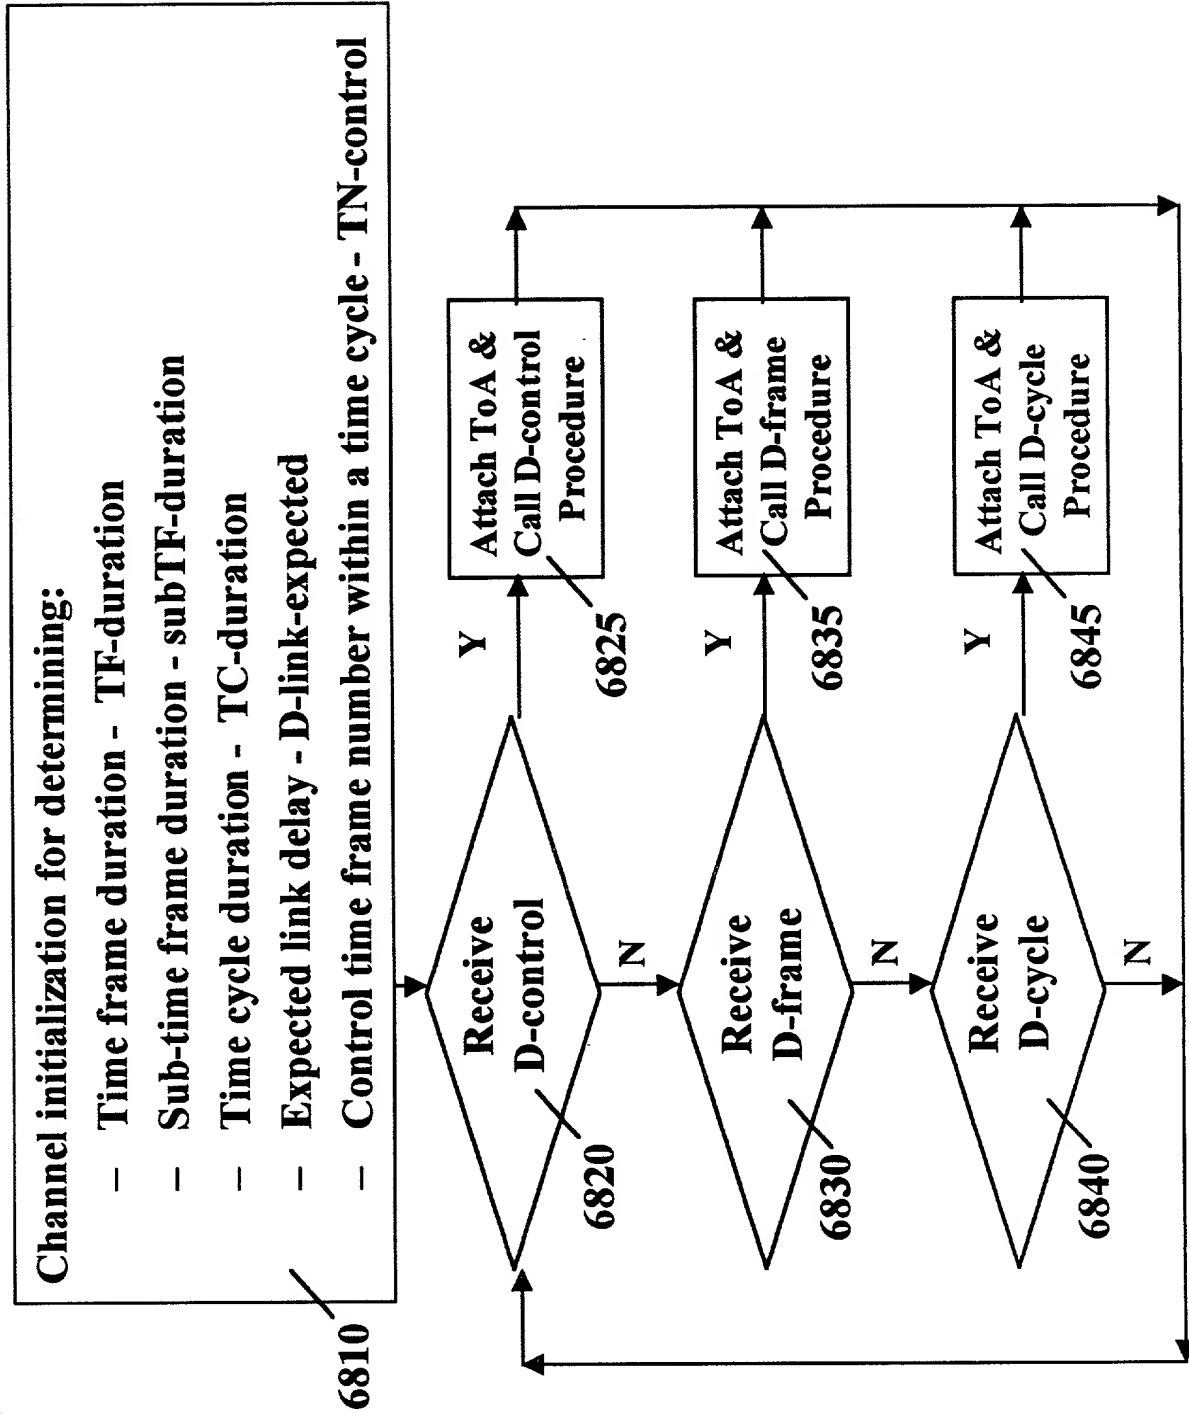 Channel initialization for determining:
– Time frame duration - TF-duration
– Sub-time frame duration - subTF-duration
– Time cycle duration - TC-duration
– Expected link delay - D-link-expected
– Control time frame number within a time cycle - TN-control
6810
Receive
D-control
6820
Y
N
Attach ToA &
Call D-control
Procedure
6825
Receive
D-frame
6830
Y
N
Attach ToA &
Call D-frame
Procedure
6835
Receive
D-cycle
6840
Y
N
Attach ToA &
Call D-cycle
Procedure
6845